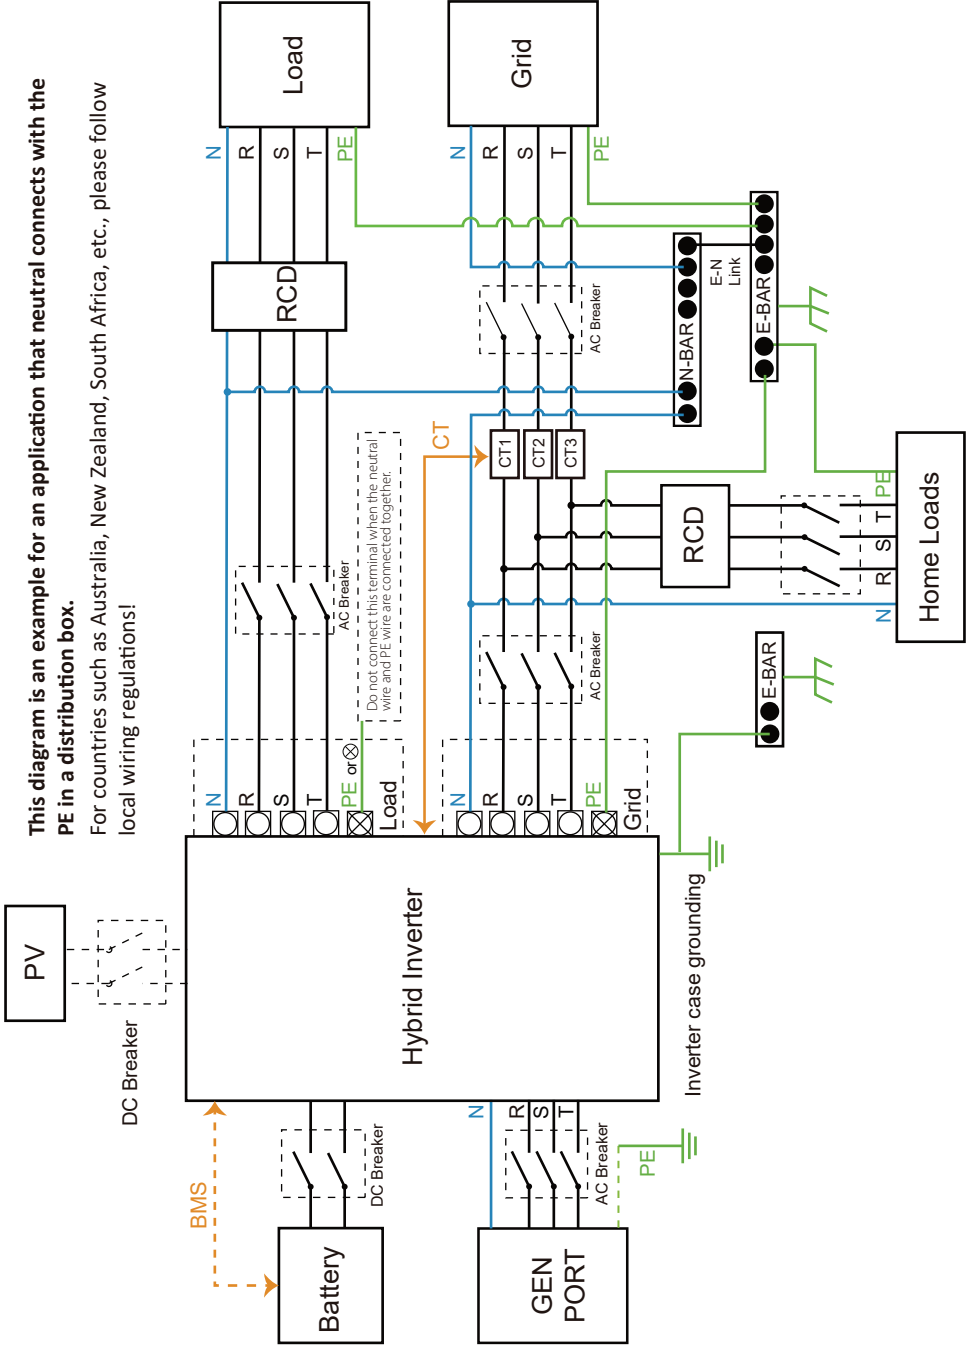 This diagram is an example for an application that neutral connects with the
PE in a distribution box.
For countries such as Australia, New Zealand, South Africa, etc., please follow
local wiring regulations!
PV
DC Breaker
BMS
Battery
DC Breaker
GEN
PORT
N
R
S
T
AC Breaker
PE
Hybrid Inverter
Inverter case grounding
N
R
S
T
PE or
Load
AC Breaker
Do not connect this terminal when the neutral
wire and PE wire are connected together.
RCD
N
R
S
T
PE
Load
CT
N
R
S
T
PE
Grid
AC Breaker
CT1
CT2
CT3
AC Breaker
N
R
S
T
PE
Grid
N-BAR
E-N
Link
E-BAR
RCD
N
R
S
T
PE
Home Loads
E-BAR